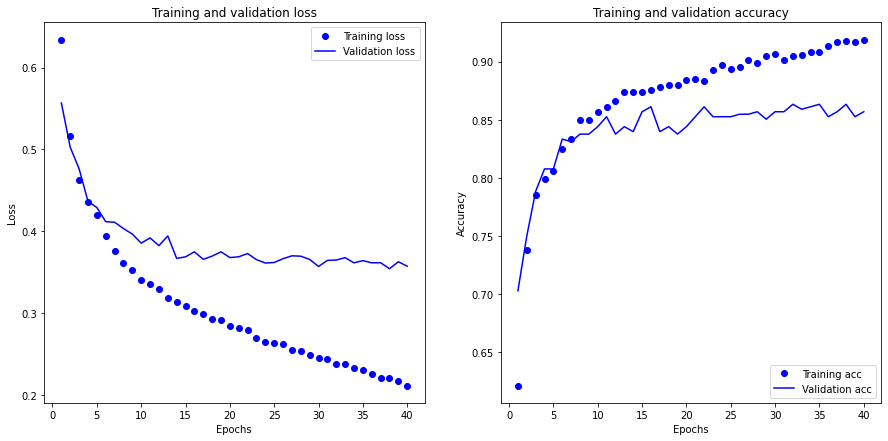 Training and validation loss
Training loss
Validation loss
0.6
0.5
0.4
0.3
0.2
Loss
0
5
10
15
20
25
30
35
40
Epochs
Training and validation accuracy
0.90
0.85
0.80
0.75
0.70
0.65
Accuracy
Training acc
Validation acc
0
5
10
15
20
25
30
35
40
Epochs